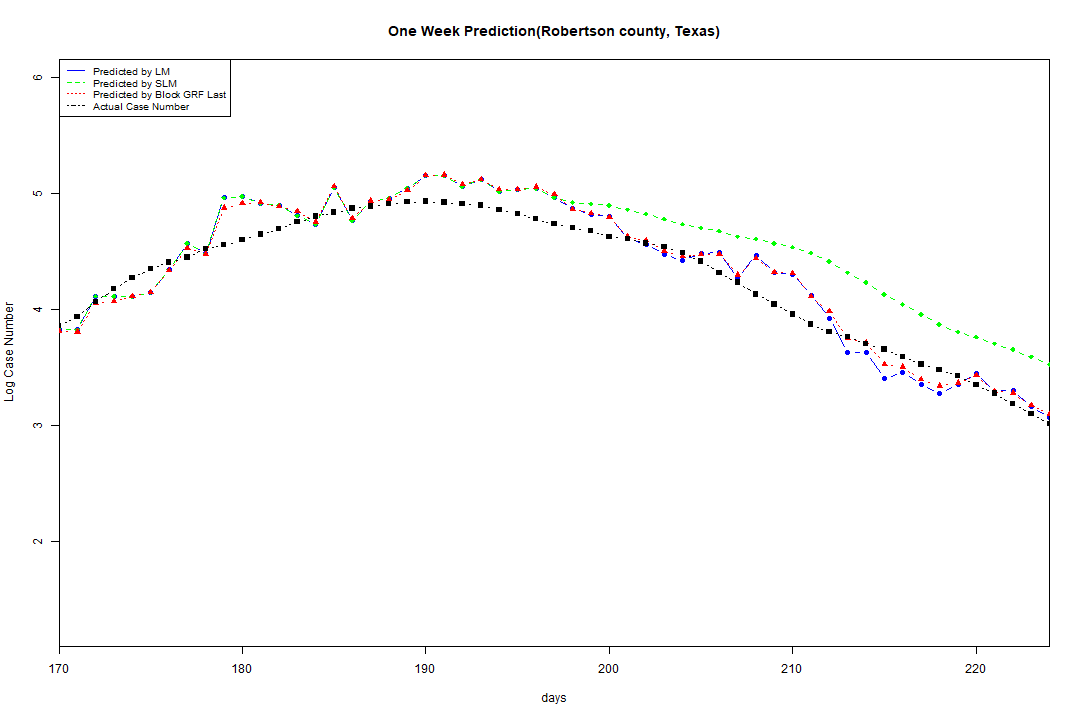 One Week Prediction(Robertson county, Texas)
Predicted by LM
Predicted by SLM
Predicted by Block GRF Last
Actual Case Number
6
5
4
3
2
Log Case Number
170 180 190 200 210 220
days